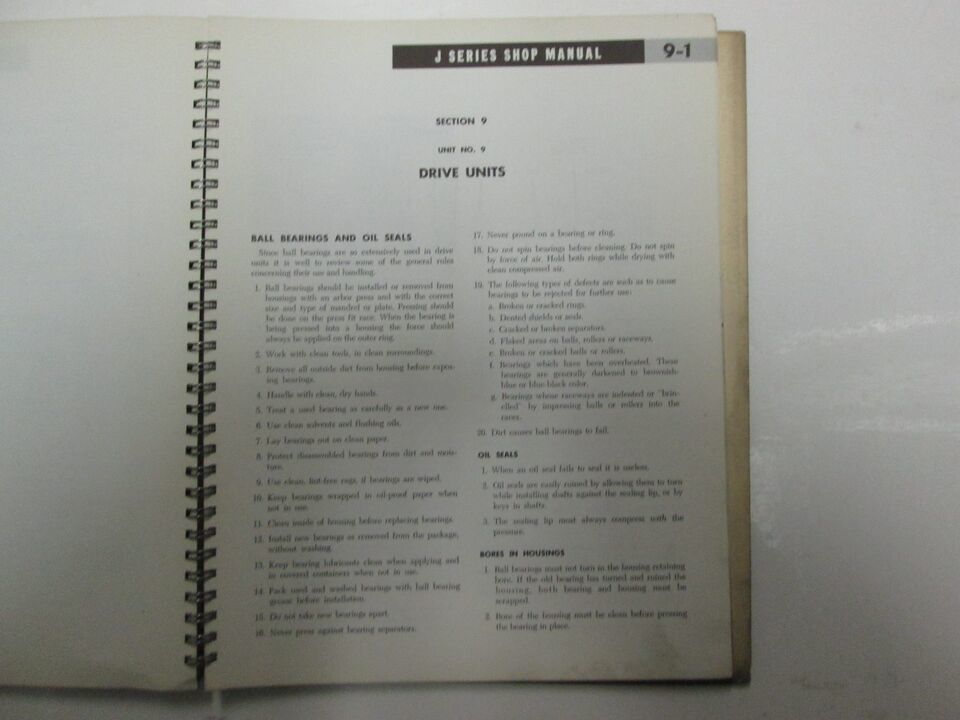 J SERIES SHOP MANUAL 9-1
SECTION 9
UNIT NO. 9
DRIVE UNITS
BALL BEARINGS AND OIL SEALS
Since ball bearings are so extensively used in drive
units it is well to review some of the general rules
concerning their use and handling.
1. Ball bearings should be installed or removed from
housings with an arbor press and with the correct
size and type of mandrel or plate. Pressing should
be done on the press fit race. When the bearing is
being pressed into a housing the force should
always be applied on the outer ring.
2. Work with clean tools, in clean surroundings.
3. Remove all outside dirt from housing before expos-
ing bearings.
4. Handle with clean, dry hands.
5. Treat a used bearing as carefully as a new one.
6. Use clean solvents and flushing oils.
7. Lay bearings out on clean paper.
8. Protect disassembled bearings from dirt and mois-
ture.
9. Use clean, lint-free rags, if bearings are wiped.
10. Keep bearings wrapped in oil-proof paper when
not in use.
11. Clean inside of housing before replacing bearings.
12. Install new bearings as removed from the package,
without washing.
13. Keep bearing lubricants clean when applying and
in covered containers when not in use.
14. Pack used and washed bearings with ball bearing
grease before installation.
15. Do not take new bearings apart.
16. Never press against bearing separators.
17. Never pound on a bearing or ring.
18. Do not spin bearings before cleaning. Do not spin
by force of air. Hold both rings while drying with
clean compressed air.
19. The following types of defects are such as to cause
bearings to be rejected for further use:
a. Broken or cracked rings.
b. Dented shields or seals.
c. Cracked or broken separators.
d. Flaked areas on balls, rollers or raceways.
e. Broken or cracked balls or rollers.
f. Bearings which have been overheated. These
bearings are generally darkened to brownish-
blue or blue-black color.
g. Bearings whose raceways are indented or "brin-
elled" by impressing balls or rollers into the
races.
20. Dirt causes ball bearings to fail.
OIL SEALS
1. When an oil seal fails to seal it is useless.
2. Oil seals are easily ruined by allowing them to turn
while installing shafts against the sealing lip, or by
keys in shafts.
3. The sealing lip must always compress with the
pressure.
BORES IN HOUSINGS
1. Ball bearings must not turn in the housing retaining
bore. If the old bearing has turned and ruined the
housing, both bearing and housing must be
scrapped.
2. Bore of the housing must be clean before pressing
the bearing in place.